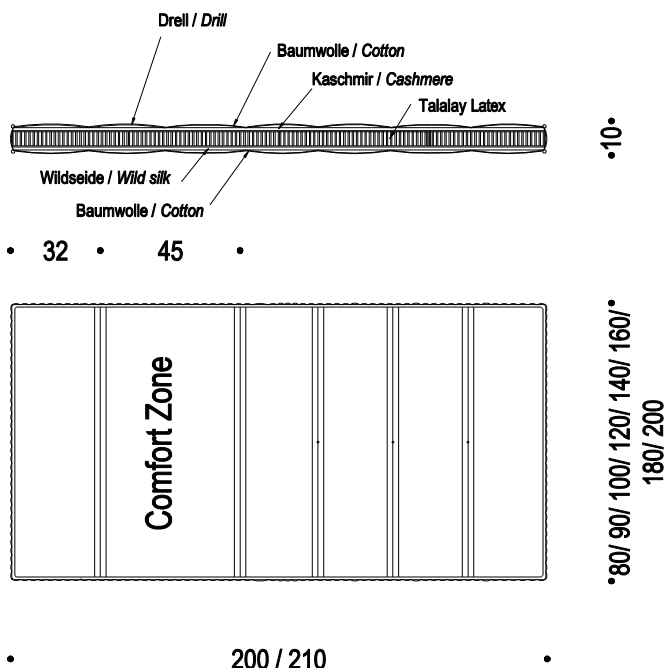 Drell / Drill
Baumwolle / Cotton
Kaschmir / Cashmere
Talalay Latex
10
Wildseide / Wild silk
Baumwolle / Cotton
32
45
Comfort Zone
80/ 90/ 100/ 120/ 140/ 160/
180/ 200
200 / 210